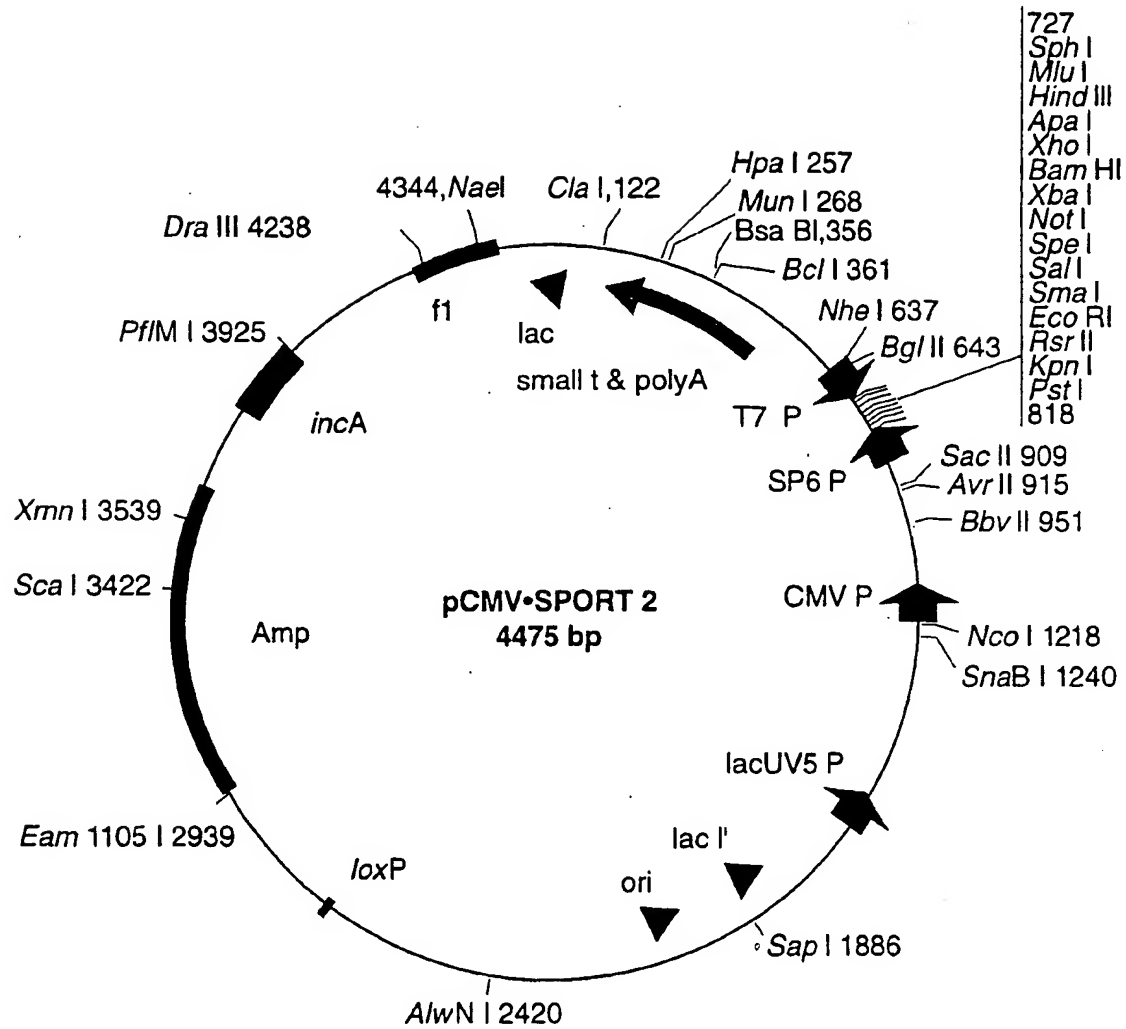 727
Sph I
Mlu I
Hind III
Apa I
Xho I
Bam HI
Xba I
Not I
Spe I
Sal I
Sma I
Eco RI
Rsr II
Kpn I
Pst I
818
Hpa I 257
4344,NaeI
Cla I,122
Mun I 268
Dra III 4238
Bsa BI,356
Bcl I 361
f1
Nhe I 637
PflM I 3925
lac
Bgl II 643
small t & polyA
T7 P
incA
Sac II 909
SP6 P
Avr II 915
Xmn I 3539
Bbv II 951
Sca I 3422
pCMV•SPORT 2
CMV P
Amp
4475 bp
Nco I 1218
SnaB I 1240
lacUV5 P
Eam 1105 I 2939
lac I'
loxP
ori
Sap I 1886
AlwN I 2420